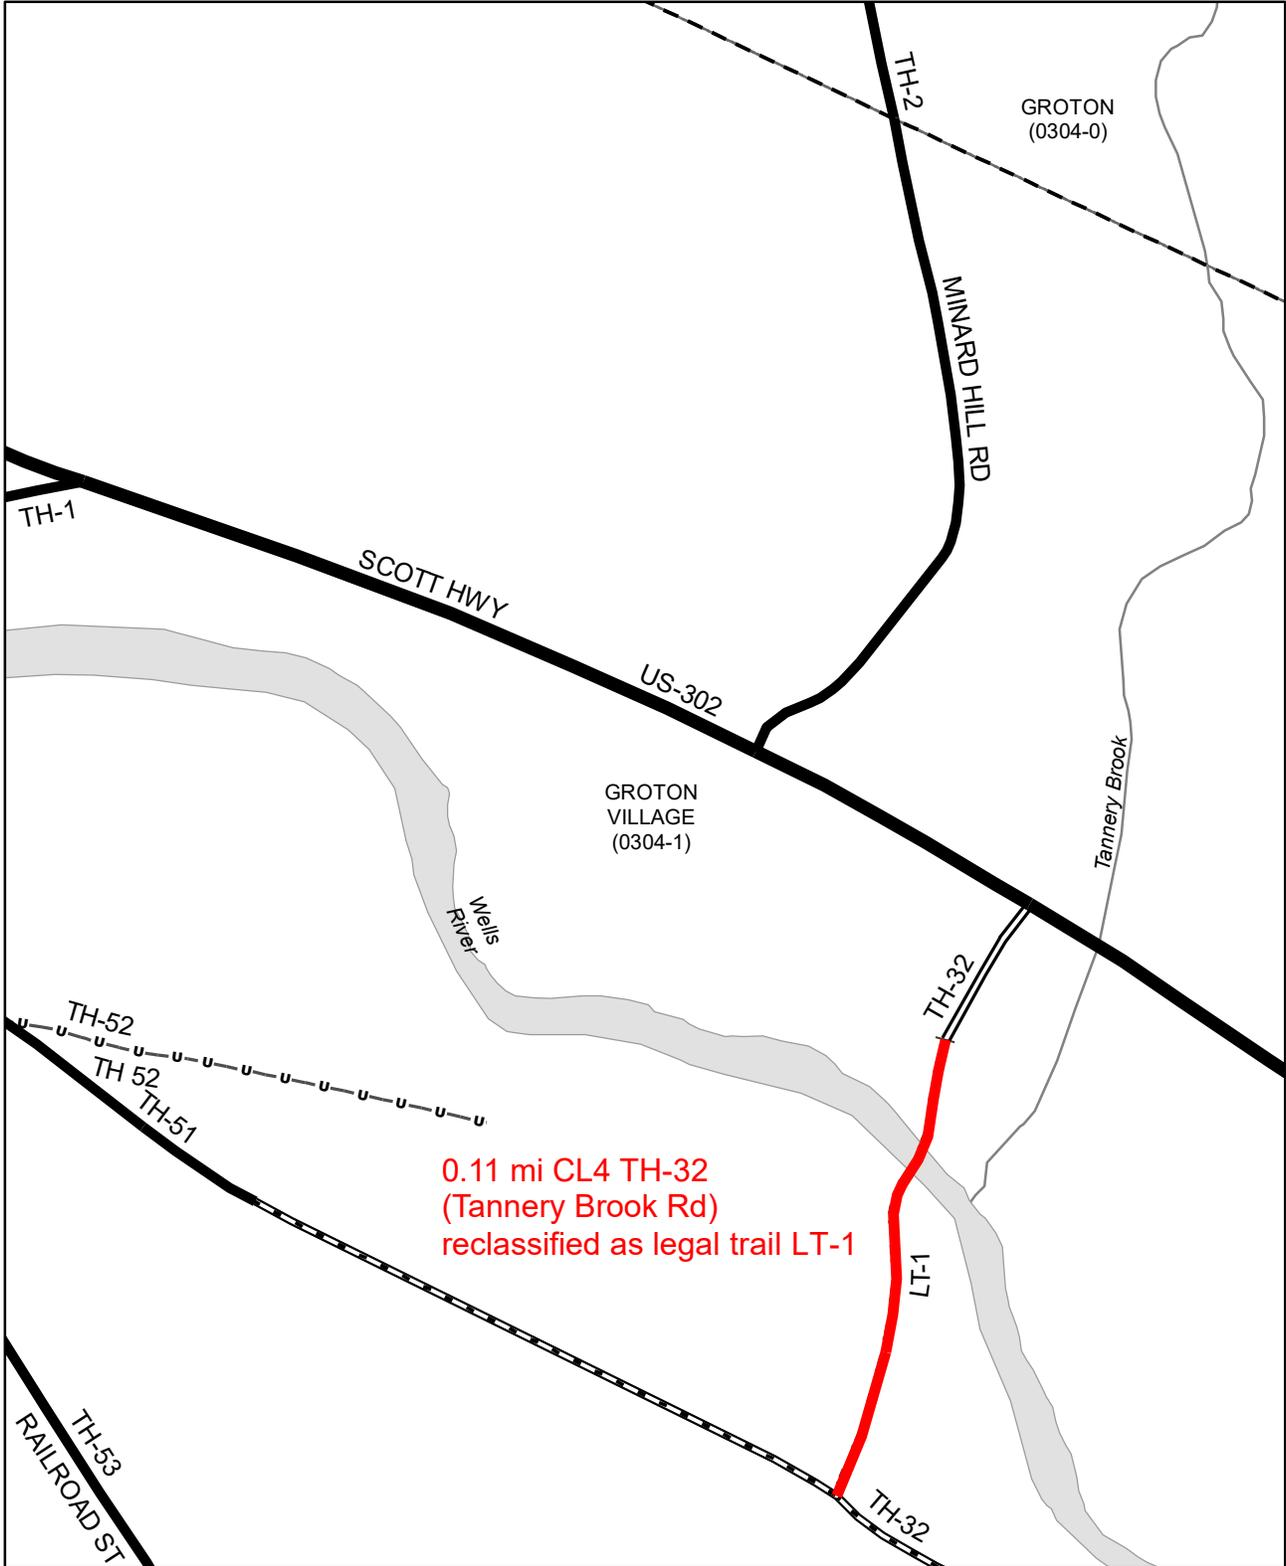 TH-2
GROTON
(0304-0)
MINARD HILL RD
TH-1
SCOTT HWY
US-302
Tannery Brook
GROTON
VILLAGE
(0304-1)
Wells
River
TH-32
TH-52
TH 52
TH-51
U U U U U U U U U U U U U
0.11 mi CL4 TH-32
(Tannery Brook Rd)
reclassified as legal trail LT-1
LT-1
TH-53
RAILROAD ST
TH-32